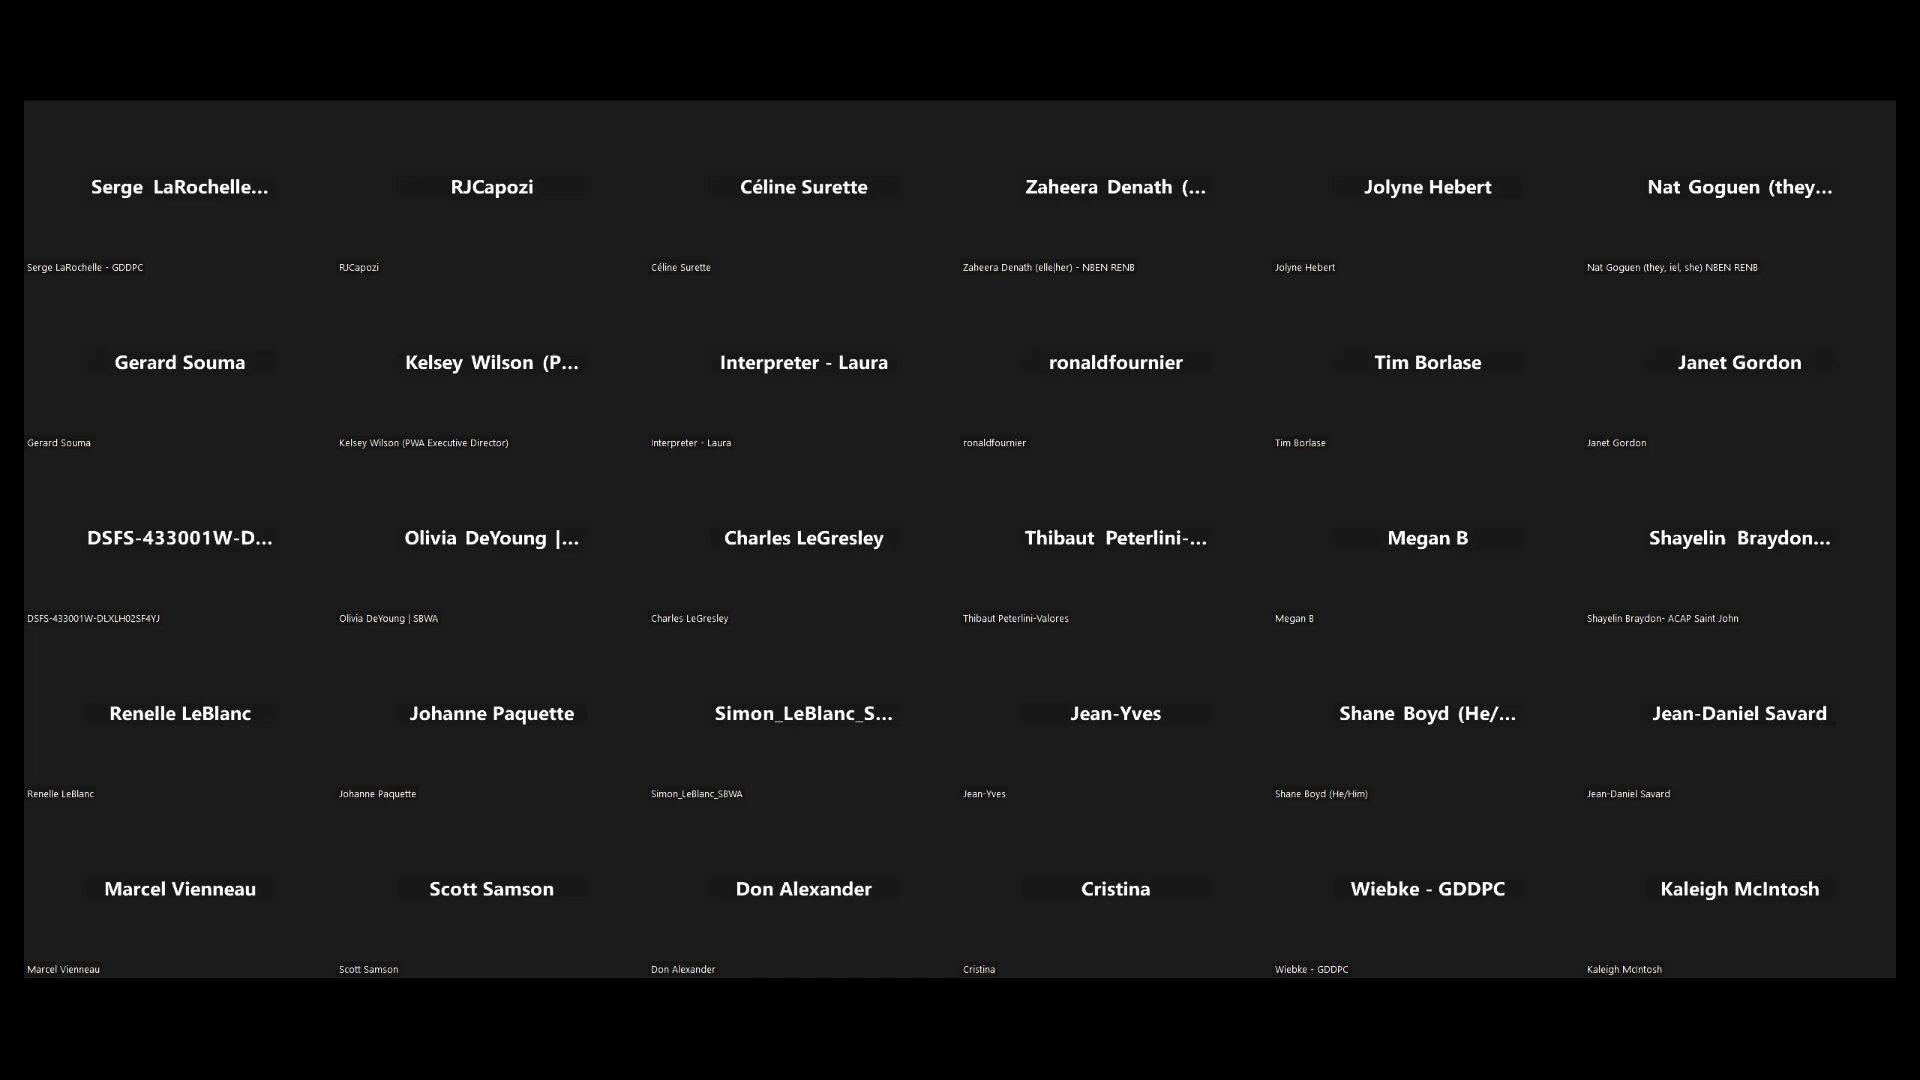 Serge LaRochelle...
RJCapozi
Céline Surette
Zaheera Denath (...
Jolyne Hebert
Nat Goguen (they...
Serge LaRochelle - GDDPC
RJCapozi
Céline Surette
Zaheera Denath (elle|her) - NBEN RENB
Jolyne Hebert
Nat Goguen (they, iel, she) NBEN RENB
Gerard Souma
Kelsey Wilson (P...
Interpreter - Laura
ronaldfournier
Tim Borlase
Janet Gordon
Gerard Souma
Kelsey Wilson (PWA Executive Director)
Interpreter - Laura
ronaldfournier
Tim Borlase
Janet Gordon
DSFS-433001W-D...
Olivia DeYoung |...
Charles LeGresley
Thibaut Peterlini-...
Megan B
Shayelin Braydon...
DSFS-433001W-DLXLH02SF4YJ
Olivia DeYoung | SBWA
Charles LeGresley
Thibaut Peterlini-Valores
Megan B
Shayelin Braydon- ACAP Saint John
Renelle LeBlanc
Johanne Paquette
Simon_LeBlanc_S...
Jean-Yves
Shane Boyd (He/...
Jean-Daniel Savard
Renelle LeBlanc
Johanne Paquette
Simon_LeBlanc_SBWA
Jean-Yves
Shane Boyd (He/Him)
Jean-Daniel Savard
Marcel Vienneau
Scott Samson
Don Alexander
Cristina
Wiebke - GDDPC
Kaleigh McIntosh
Marcel Vienneau
Scott Samson
Don Alexander
Cristina
Wiebke - GDDPC
Kaleigh McIntosh